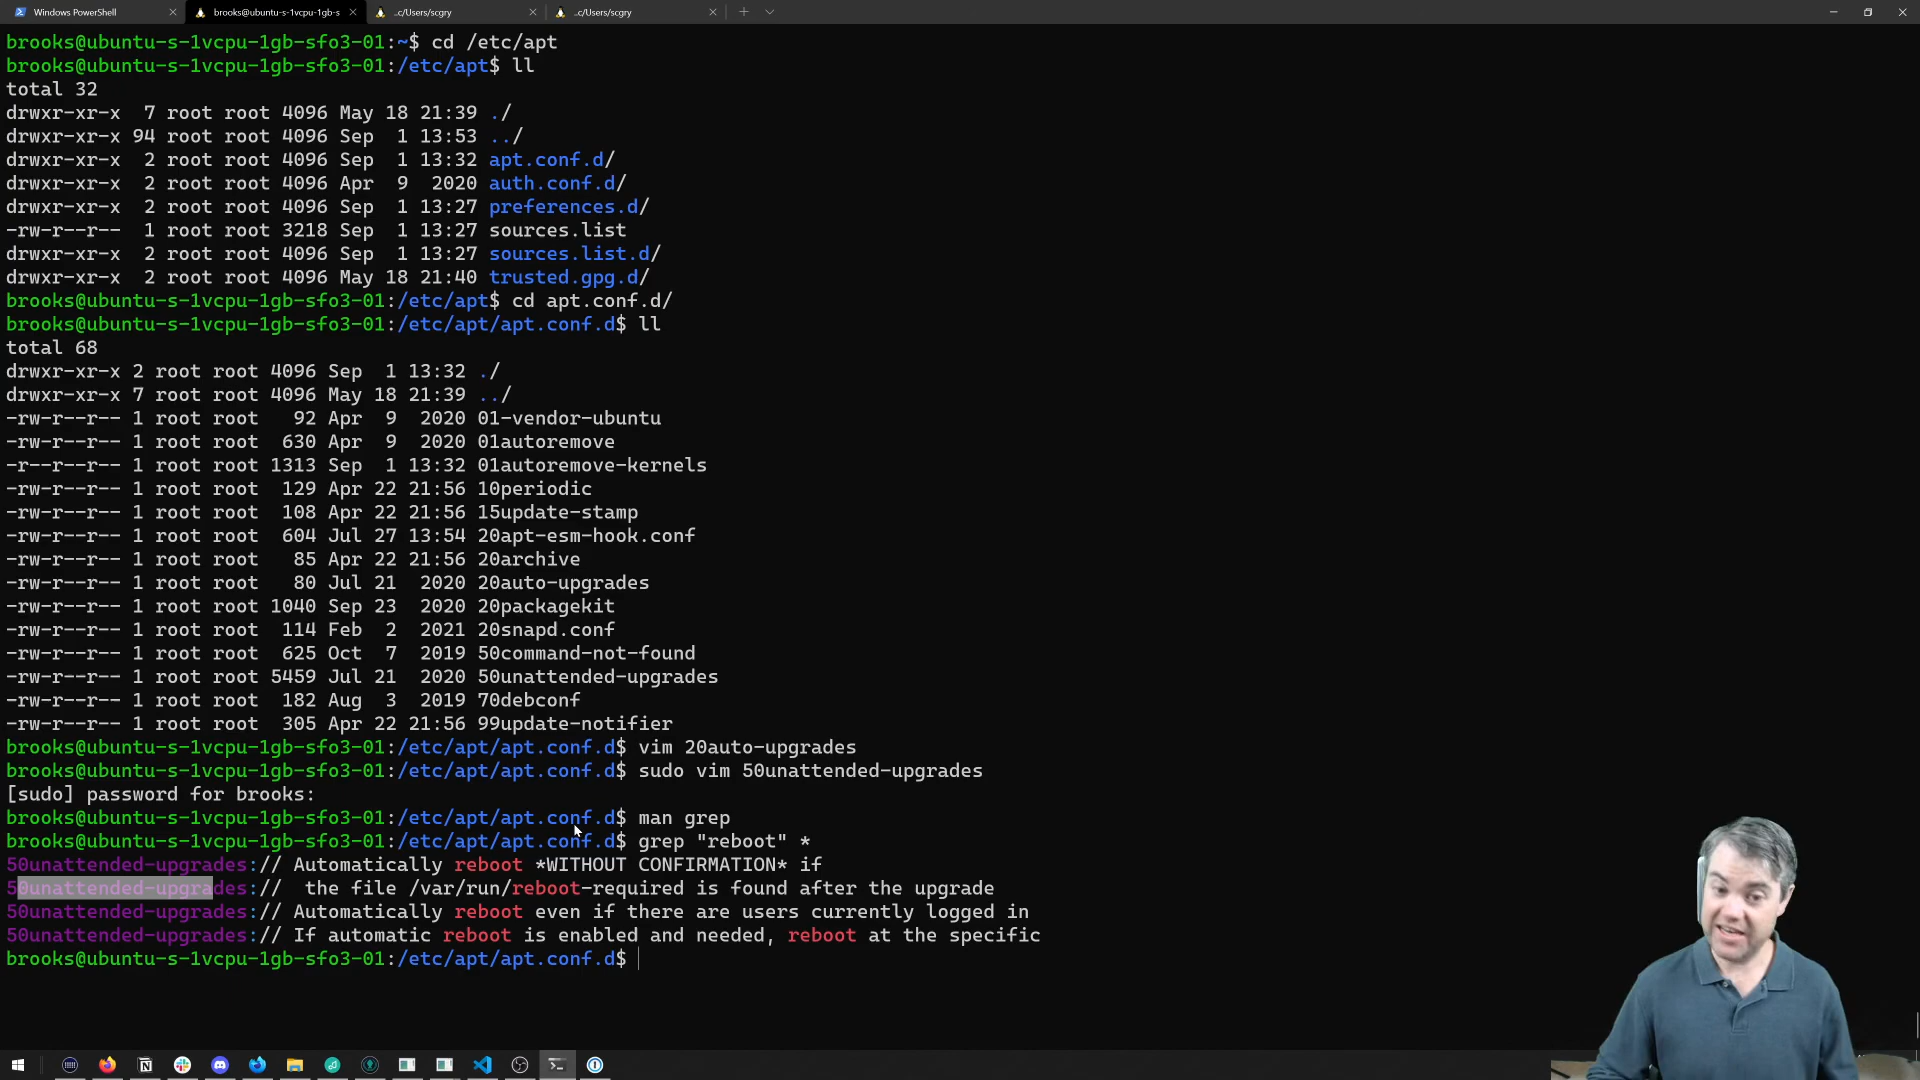 Windows PowerShell
brooks@ubuntu-s-1vcpu-1gb-s
..c/Users/scgry
..c/Users/scgry
brooks@ubuntu-s-1vcpu-1gb-sfo3-01:~$ cd /etc/apt
brooks@ubuntu-s-1vcpu-1gb-sfo3-01:/etc/apt$ ll
total 32
drwxr-xr-x  7 root root 4096 May 18 21:39 ./
drwxr-xr-x 94 root root 4096 Sep  1 13:53 ../
drwxr-xr-x  2 root root 4096 Sep  1 13:32 apt.conf.d/
drwxr-xr-x  2 root root 4096 Apr  9  2020 auth.conf.d/
drwxr-xr-x  2 root root 4096 Sep  1 13:27 preferences.d/
-rw-r--r--  1 root root 3218 Sep  1 13:27 sources.list
drwxr-xr-x  2 root root 4096 Sep  1 13:27 sources.list.d/
drwxr-xr-x  2 root root 4096 May 18 21:40 trusted.gpg.d/
brooks@ubuntu-s-1vcpu-1gb-sfo3-01:/etc/apt$ cd apt.conf.d/
brooks@ubuntu-s-1vcpu-1gb-sfo3-01:/etc/apt/apt.conf.d$ ll
total 68
drwxr-xr-x 2 root root 4096 Sep  1 13:32 ./
drwxr-xr-x 7 root root 4096 May 18 21:39 ../
-rw-r--r-- 1 root root   92 Apr  9  2020 01-vendor-ubuntu
-rw-r--r-- 1 root root  630 Apr  9  2020 01autoremove
-r--r--r-- 1 root root 1313 Sep  1 13:32 01autoremove-kernels
-rw-r--r-- 1 root root  129 Apr 22 21:56 10periodic
-rw-r--r-- 1 root root  108 Apr 22 21:56 15update-stamp
-rw-r--r-- 1 root root  604 Jul 27 13:54 20apt-esm-hook.conf
-rw-r--r-- 1 root root   85 Apr 22 21:56 20archive
-rw-r--r-- 1 root root   80 Jul 21  2020 20auto-upgrades
-rw-r--r-- 1 root root 1040 Sep 23  2020 20packagekit
-rw-r--r-- 1 root root  114 Feb  2  2021 20snapd.conf
-rw-r--r-- 1 root root  625 Oct  7  2019 50command-not-found
-rw-r--r-- 1 root root 5459 Jul 21  2020 50unattended-upgrades
-rw-r--r-- 1 root root  182 Aug  3  2019 70debconf
-rw-r--r-- 1 root root  305 Apr 22 21:56 99update-notifier
brooks@ubuntu-s-1vcpu-1gb-sfo3-01:/etc/apt/apt.conf.d$ vim 20auto-upgrades
brooks@ubuntu-s-1vcpu-1gb-sfo3-01:/etc/apt/apt.conf.d$ sudo vim 50unattended-upgrades
[sudo] password for brooks:
brooks@ubuntu-s-1vcpu-1gb-sfo3-01:/etc/apt/apt.conf.d$ man grep
brooks@ubuntu-s-1vcpu-1gb-sfo3-01:/etc/apt/apt.conf.d$ grep "reboot" *
50unattended-upgrades:// Automatically reboot *WITHOUT CONFIRMATION* if
50unattended-upgrades://  the file /var/run/reboot-required is found after the upgrade
50unattended-upgrades:// Automatically reboot even if there are users currently logged in
50unattended-upgrades:// If automatic reboot is enabled and needed, reboot at the specific
brooks@ubuntu-s-1vcpu-1gb-sfo3-01:/etc/apt/apt.conf.d$